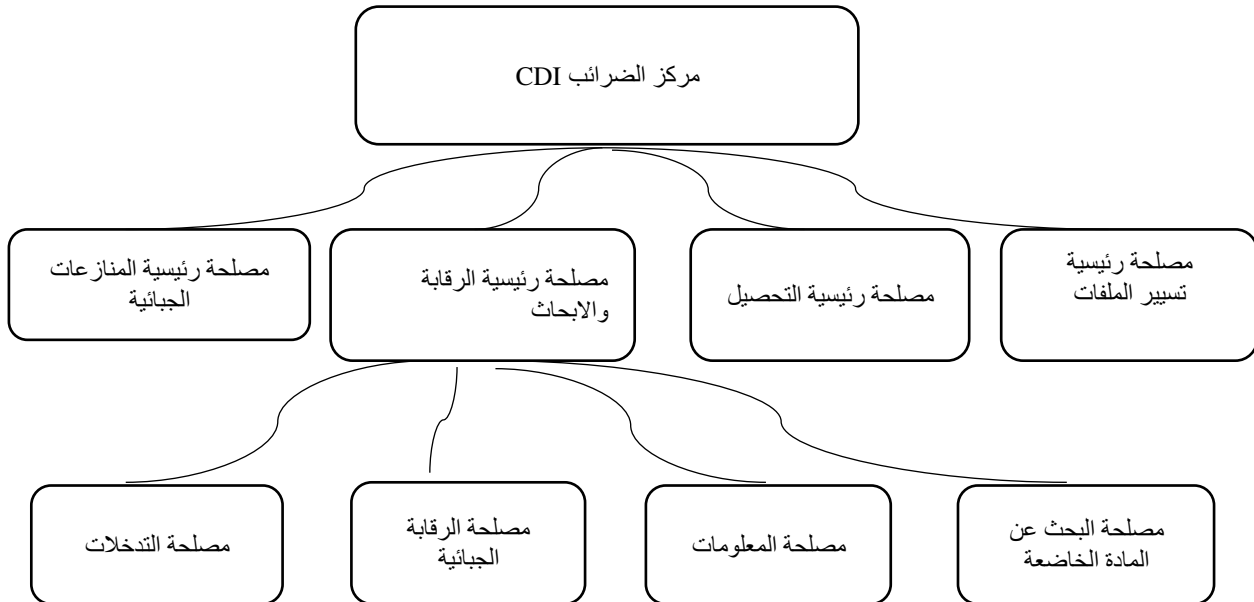 مركز الضرائب CDI
مصلحة رئيسية
تسيير الملفات
مصلحة رئيسية التحصيل
مصلحة رئيسية الرقابة
والابحاث
مصلحة رئيسية المنازعات
الجبائية
مصلحة البحث عن
المادة الخاضعة
مصلحة المعلومات
مصلحة الرقابة
الجبائية
مصلحة التدخلات